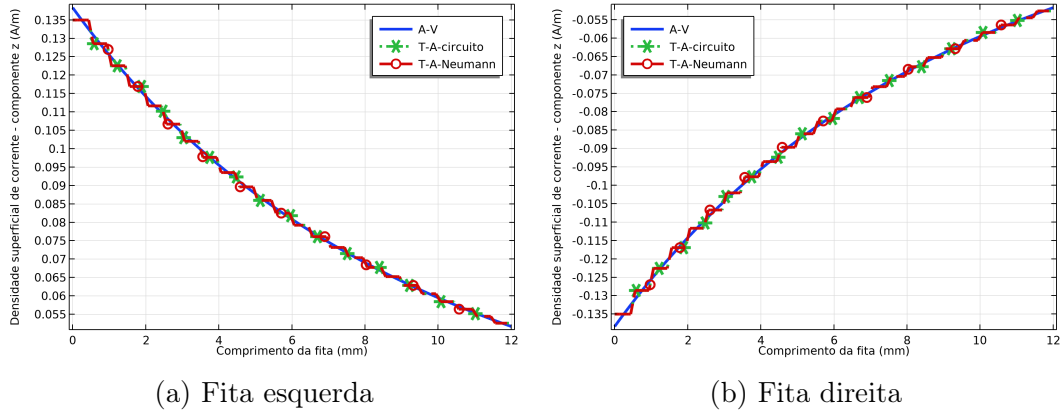 Densidade superficial de corrente - componente z (A/m)
0.135
0.13
0.125
0.12
0.115
0.11
0.105
0.1
0.095
0.09
0.085
0.08
0.075
0.07
0.065
0.06
0.055
A-V
T-A-circuito
T-A-Neumann
0 2 4 6 8 10 12
Comprimento da fita (mm)
(a) Fita esquerda
Densidade superficial de corrente - componente z (A/m)
-0.055
-0.06
-0.065
-0.07
-0.075
-0.08
-0.085
-0.09
-0.095
-0.1
-0.105
-0.11
-0.115
-0.12
-0.125
-0.13
-0.135
A-V
T-A-circuito
T-A-Neumann
0 2 4 6 8 10 12
Comprimento da fita (mm)
(b) Fita direita